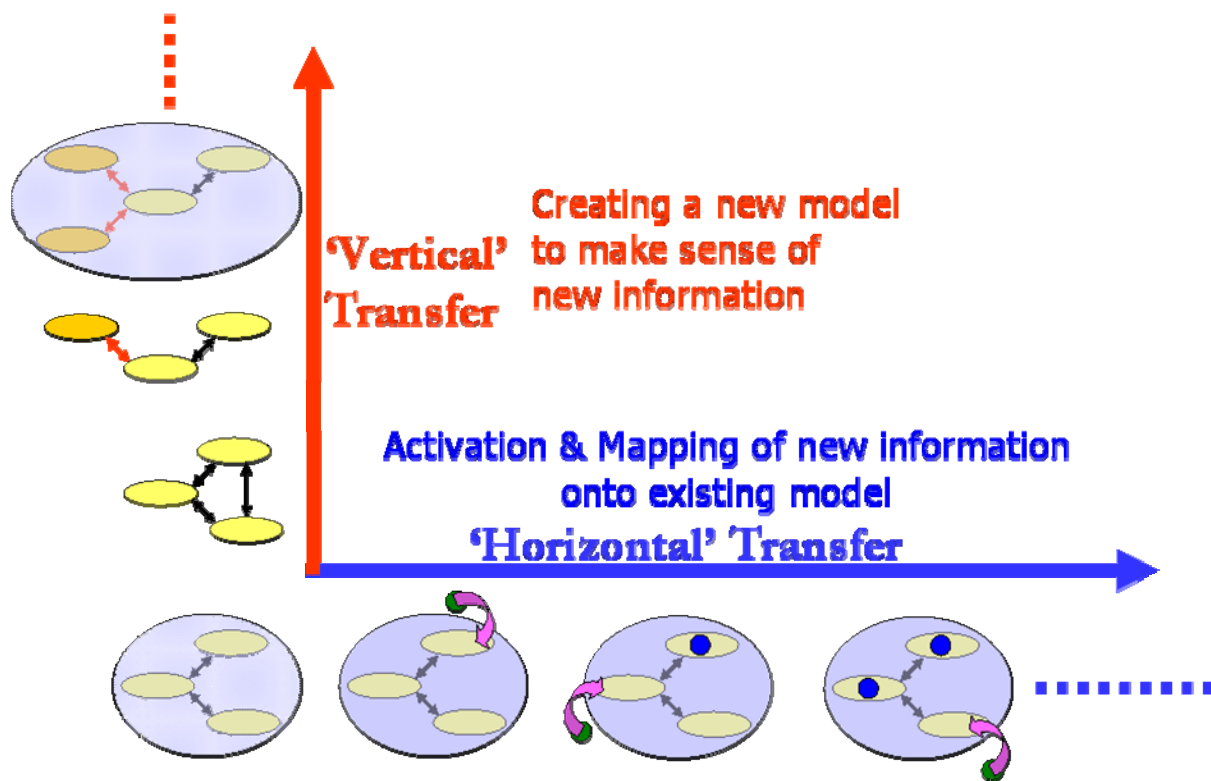 Creating a new model
to make sense of
new information
‘Vertical’
Transfer
Activation & Mapping of new information
onto existing model
‘Horizontal’ Transfer